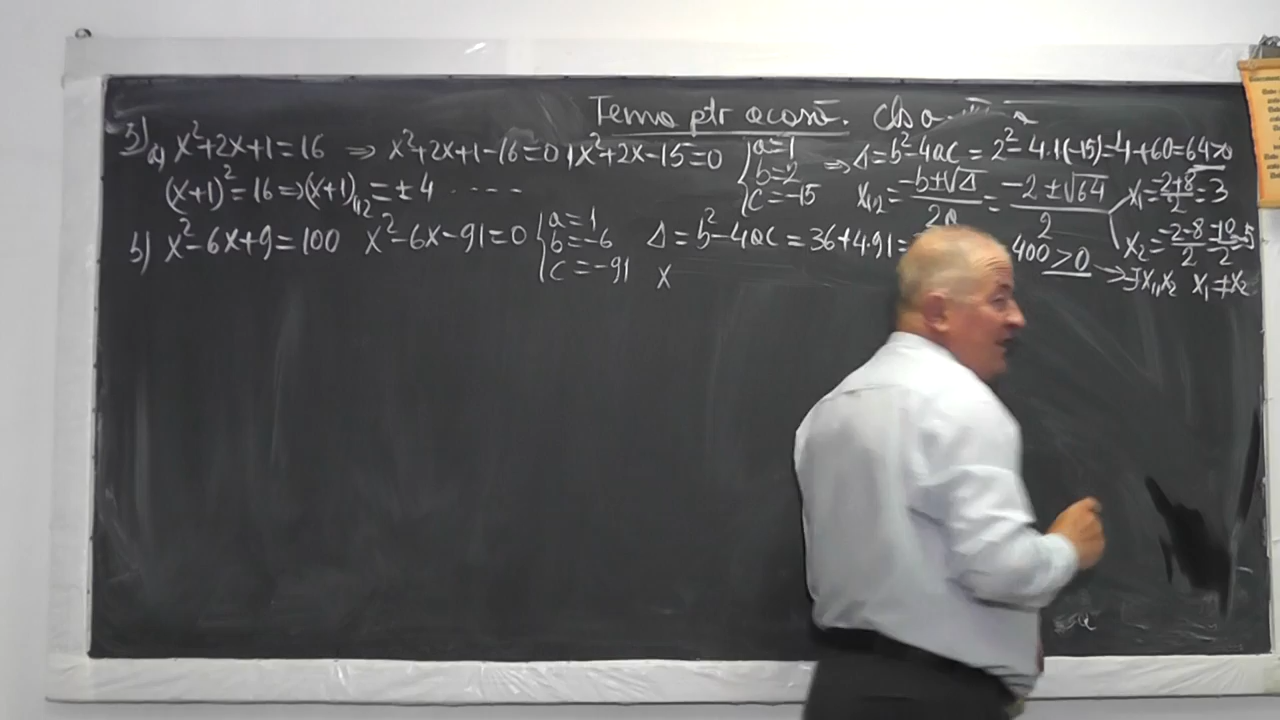 Tema ptr acasă. cls a
3) a) x²+2x+1=16 ⇒ x²+2x+1-16=0, x²+2x-15=0 { a=1 b=2 c=-15 ⇒ Δ=b²-4ac=2²-4·1·(-15)=4+60=64>0
(x+1)²=16⇒(x+1)₁,₂=±4 ..... x₁,₂=(-b±√Δ)/2a=(-2±√64)/2 x₁=(-2+8)/2=3 x₂=(-2-8)/2=-10/2=-5
b) x²-6x+9=100 x²-6x-91=0 { a=1 b=-6 c=-91 Δ=b²-4ac=36+4·91= 400>0 → ∃x₁,x₂ x₁≠x₂
x